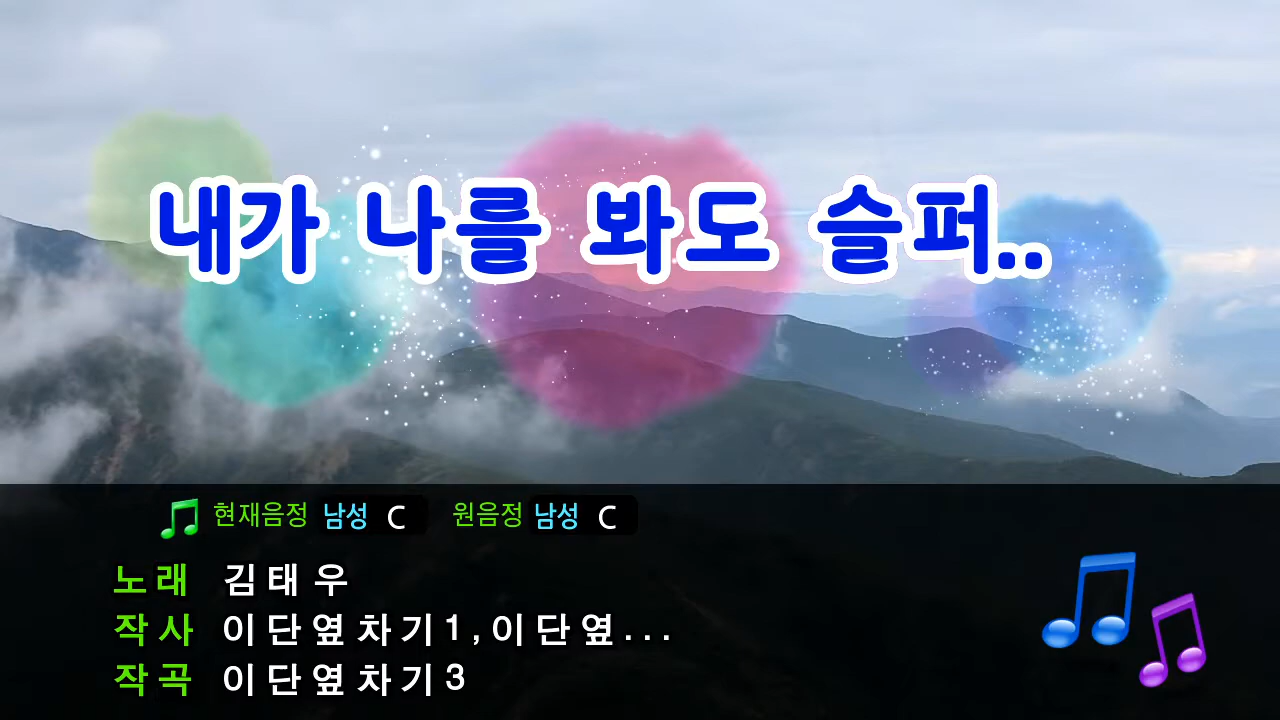 내가 나를 봐도 슬퍼..
현재음정 남성 C 원음정 남성 C
노래 김태우
작사 이단옆차기1,이단옆...
작곡 이단옆차기3